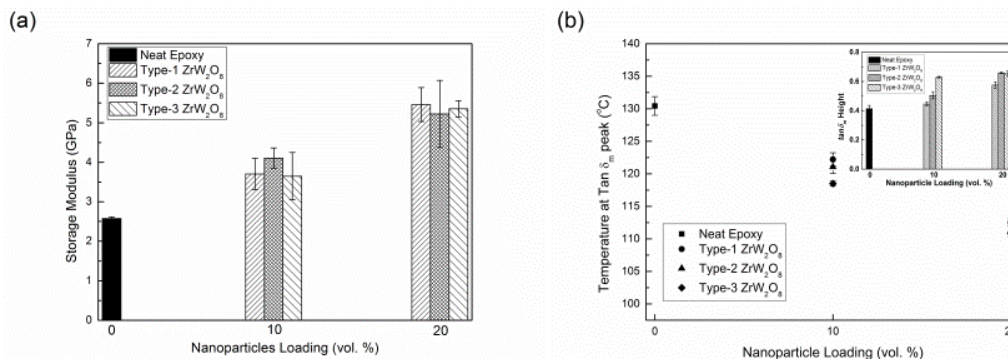 (a)
7
6
5
4
3
2
1
0
Storage Modulus (GPa)
Neat Epoxy
Type-1 ZrW₂O₈
Type-2 ZrW₂O₈
Type-3 ZrW₂O₈
0 10 20
Nanoparticles Loading (vol. %)
(b)
140
135
130
125
120
115
110
105
100
Temperature at Tan δₘ peak (°C)
Neat Epoxy
Type-1 ZrW₂O₈
Type-2 ZrW₂O₈
Type-3 ZrW₂O₈
0 10
Nanoparticle Loading (vol. %)
0.8
0.6
0.4
0.2
0.0
tanδₘ Height
Neat Epoxy
Type-1 ZrW₂O₈
Type-2 ZrW₂O₈
Type-3 ZrW₂O₈
0 10 20
Nanoparticle Loading (vol. %)